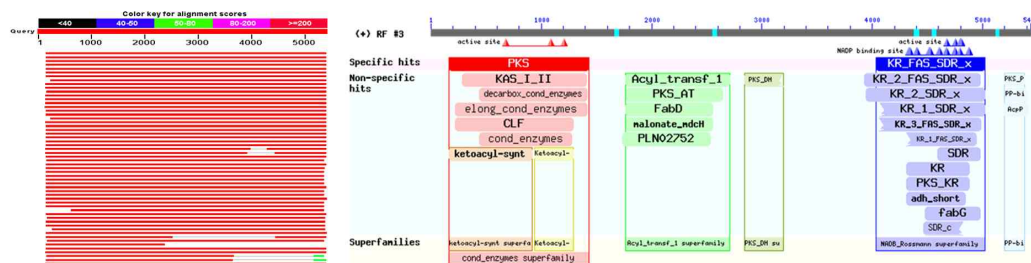 Color key for alignment scores
<40 40-50 50-80 80-200 >=200
Query
1 1000 2000 3000 4000 5000
(+) RF #3
1 1000 2000 3000 4000 5000
active site
active site
NADP binding site
Specific hits
PKS
KR_FAS_SDR_x
Non-specific hits
KAS_I_II
Acyl_transf_1
PKS_DH
KR_2_FAS_SDR_x
PKS_P
decarbox_cond_enzymes
PKS_AT
KR_2_SDR_x
PP-bi
elong_cond_enzymes
FabD
KR_1_SDR_x
AcpP
CLF
malonate_mdcH
KR_3_FAS_SDR_x
cond_enzymes
PLN02752
KR_1_FAS_SDR_x
ketoacyl-synt
Ketoacyl-
SDR
KR
PKS_KR
adh_short
fabG
SDR_c
Superfamilies
ketoacyl-synt superfa
Ketoacyl-
Acyl_transf_1 superfamily
PKS_DH su
NADB_Rossmann superfamily
PP-bi
cond_enzymes superfamily